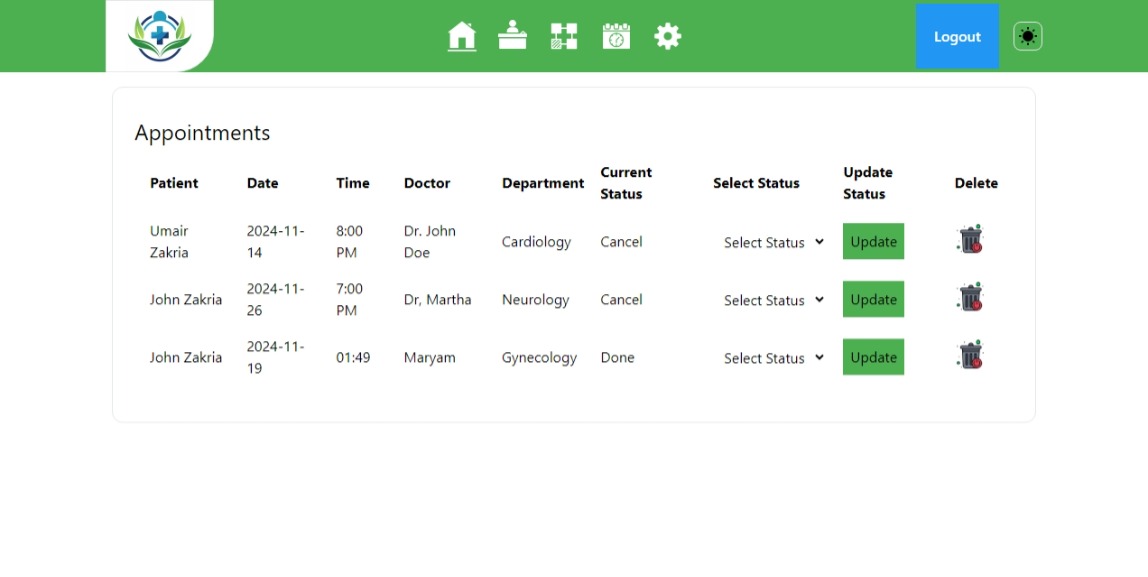 Logout
Appointments
Patient Date Time Doctor Department Current Status Select Status Update Status Delete
Umair Zakria 2024-11-14 8:00 PM Dr. John Doe Cardiology Cancel Select Status Update
John Zakria 2024-11-26 7:00 PM Dr, Martha Neurology Cancel Select Status Update
John Zakria 2024-11-19 01:49 Maryam Gynecology Done Select Status Update